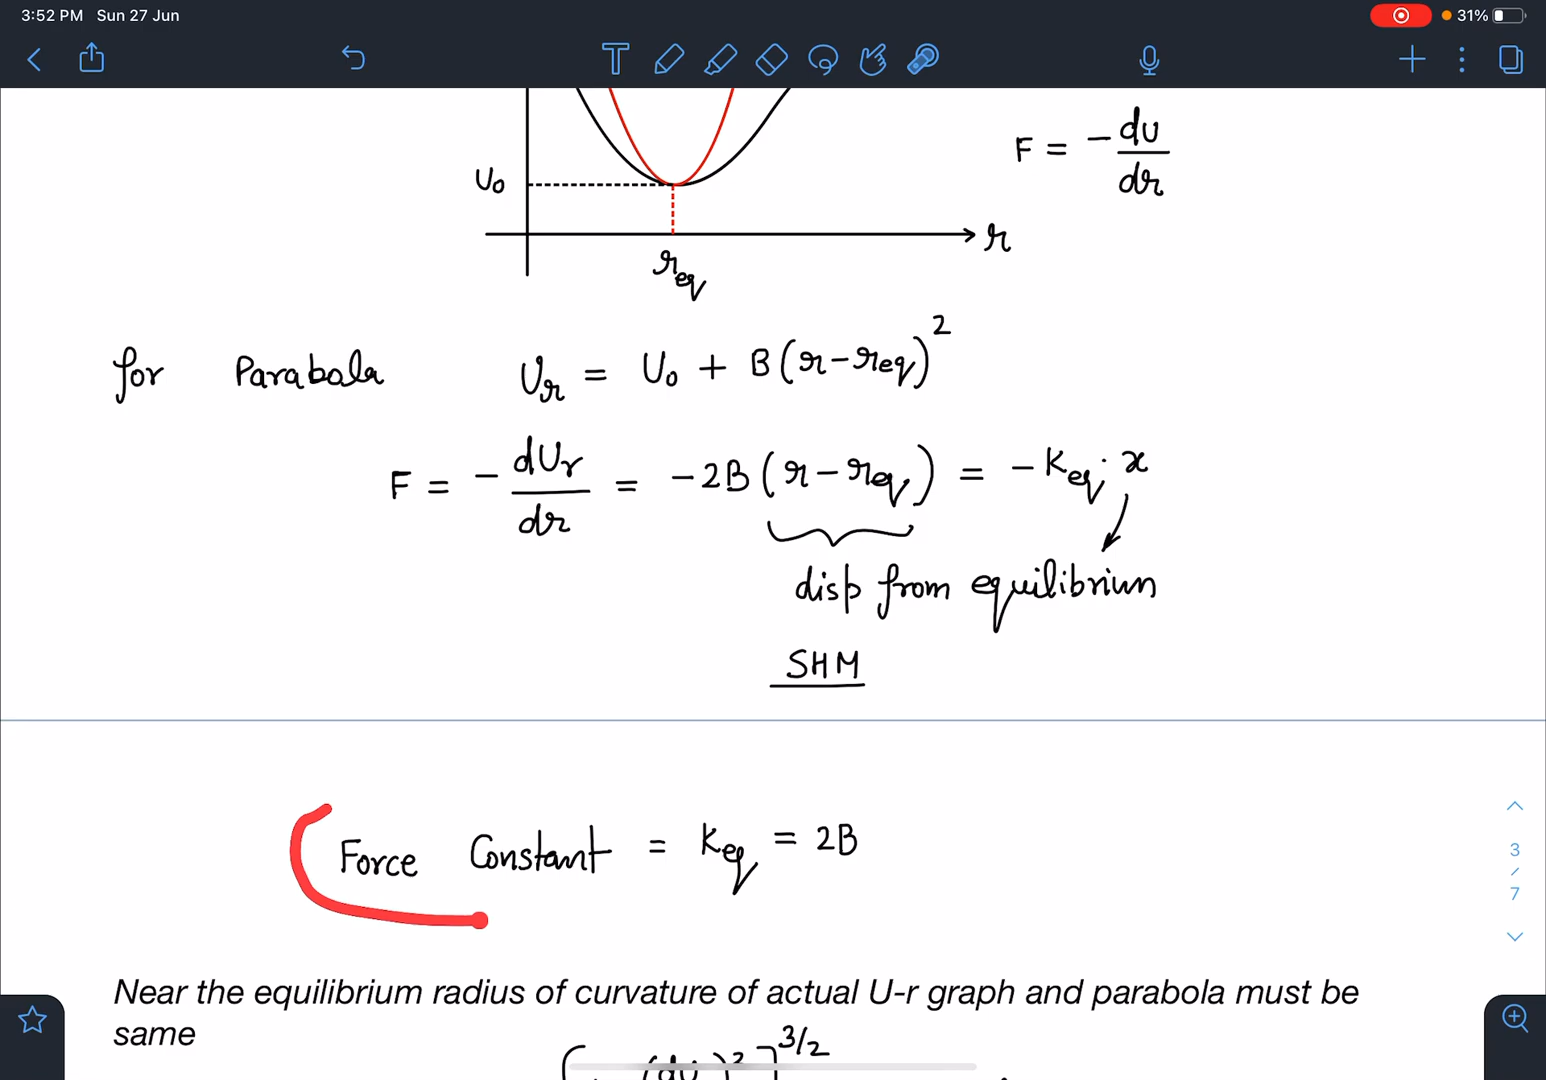 3:52 PM Sun 27 Jun
31%
T
F = - du/dr
U₀
r
r_eq
for Parabola U_r = U₀ + B(r - r_eq)²
F = - dU_r/dr = -2B(r - r_eq) = -K_eq · x
disp from equilibrium
SHM
Force Constant = K_eq = 2B
3
/
7
Near the equilibrium radius of curvature of actual U-r graph and parabola must be
same
3/2